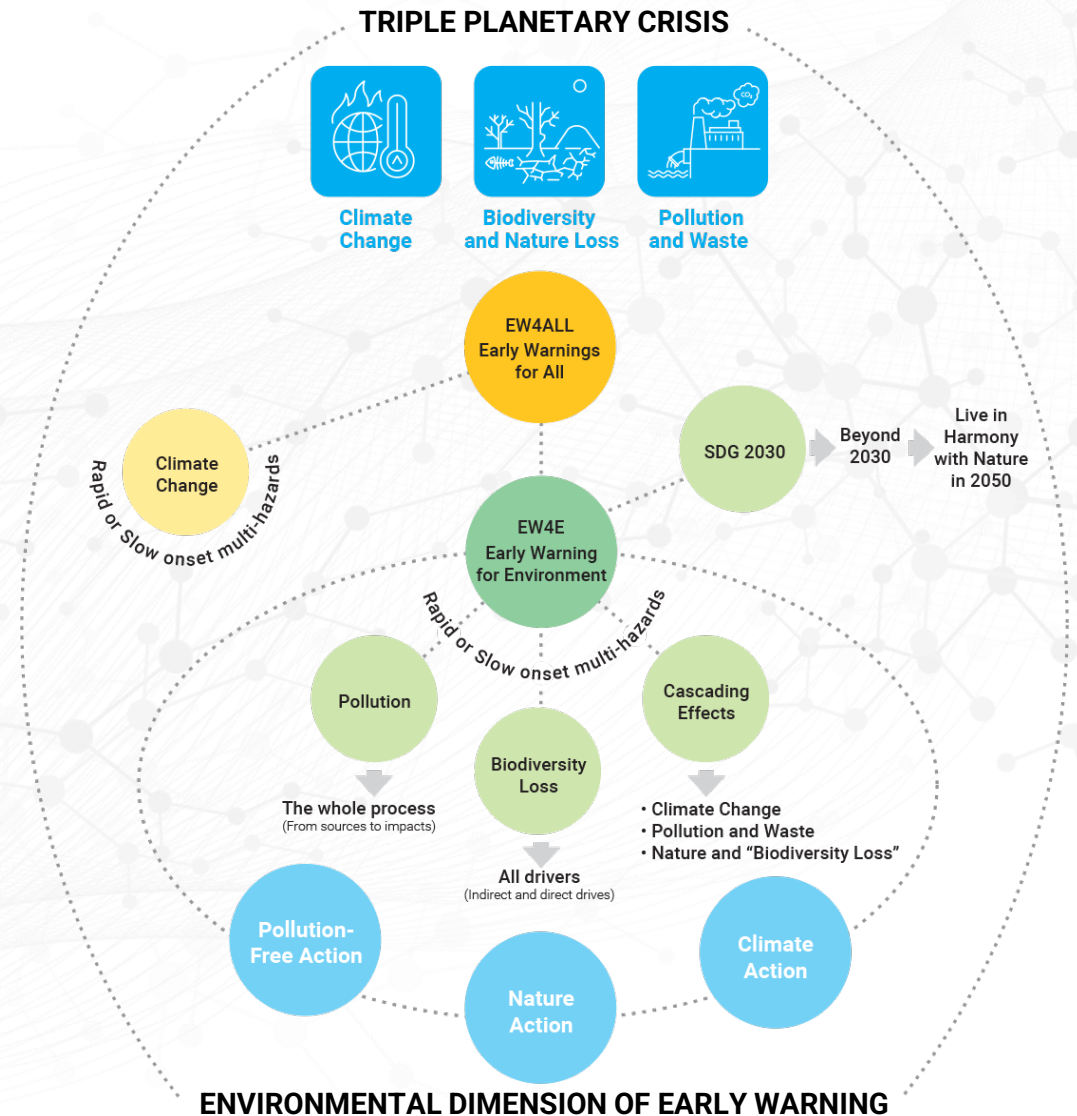 TRIPLE PLANETARY CRISIS
CO₂
Climate
Change
Biodiversity
and Nature Loss
Pollution
and Waste
EW4ALL
Early Warnings
for All
Climate
Change
Rapid or Slow onset multi-hazards
SDG 2030
Beyond
2030
Live in
Harmony
with Nature
in 2050
EW4E
Early Warning
for Environment
Rapid or Slow onset multi-hazards
Pollution
The whole process
(From sources to impacts)
Biodiversity
Loss
All drivers
(Indirect and direct drives)
Cascading
Effects
• Climate Change
• Pollution and Waste
• Nature and “Biodiversity Loss”
Pollution-
Free Action
Nature
Action
Climate
Action
ENVIRONMENTAL DIMENSION OF EARLY WARNING